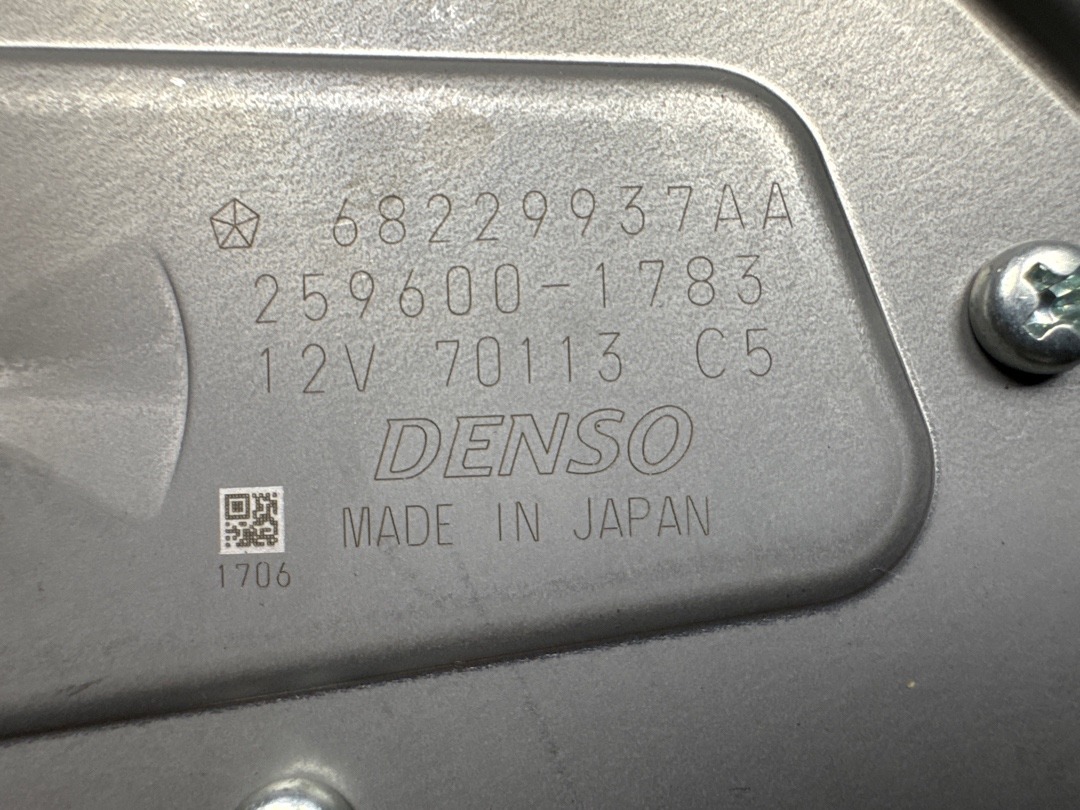 68229937AA
259600-1783
12V 70113 C5
DENSO
MADE IN JAPAN
1706